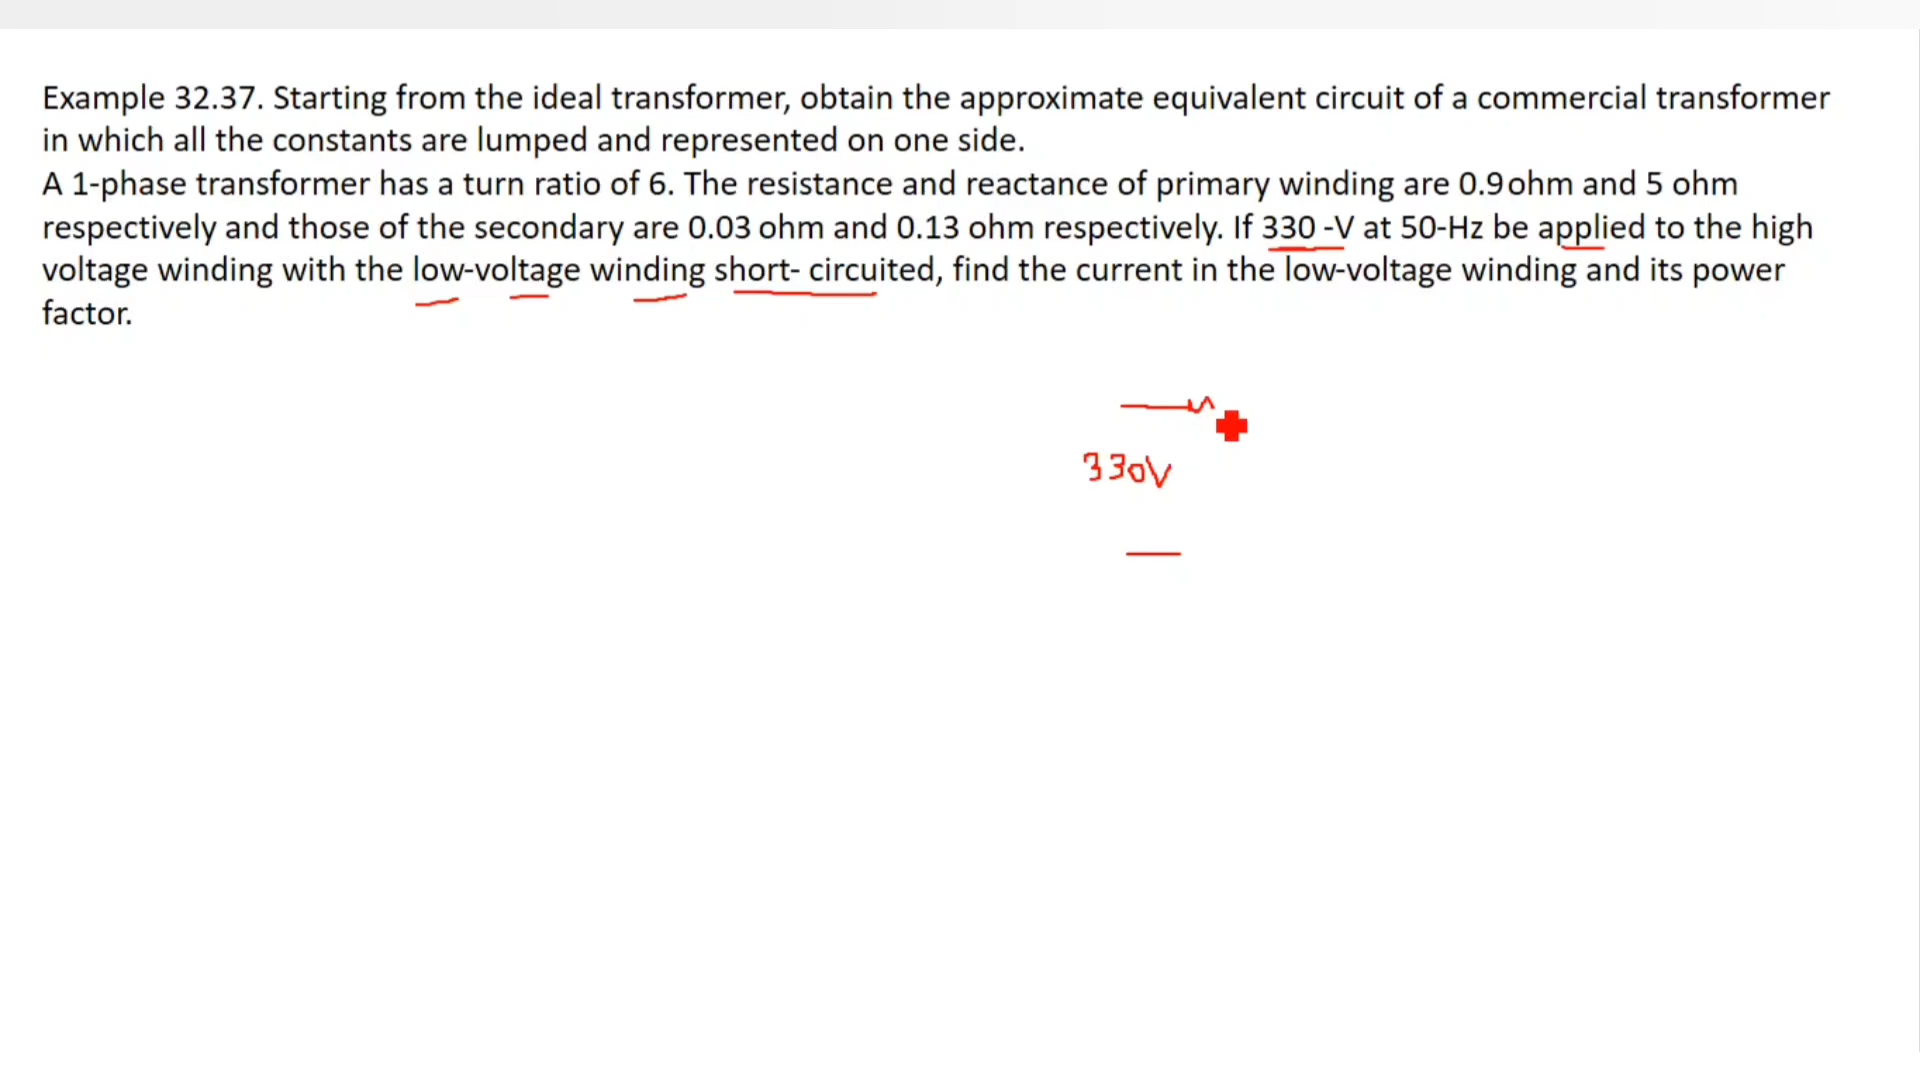 Example 32.37. Starting from the ideal transformer, obtain the approximate equivalent circuit of a commercial transformer
in which all the constants are lumped and represented on one side.
A 1-phase transformer has a turn ratio of 6. The resistance and reactance of primary winding are 0.9 ohm and 5 ohm
respectively and those of the secondary are 0.03 ohm and 0.13 ohm respectively. If 330 -V at 50-Hz be applied to the high
voltage winding with the low-voltage winding short- circuited, find the current in the low-voltage winding and its power
factor.
330V